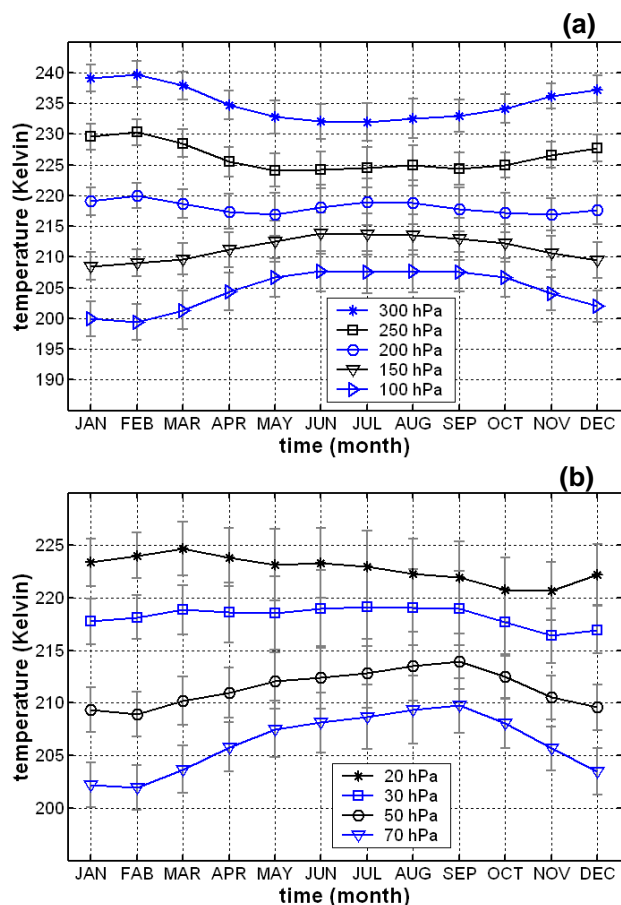 (a)
temperature (Kelvin)
240
235
230
225
220
215
210
205
200
195
190
300 hPa
250 hPa
200 hPa
150 hPa
100 hPa
JAN FEB MAR APR MAY JUN JUL AUG SEP OCT NOV DEC
time (month)
(b)
temperature (Kelvin)
225
220
215
210
205
200
20 hPa
30 hPa
50 hPa
70 hPa
JAN FAB MAR APR MAY JUN JUL AUG SEP OCT NOV DEC
time (month)